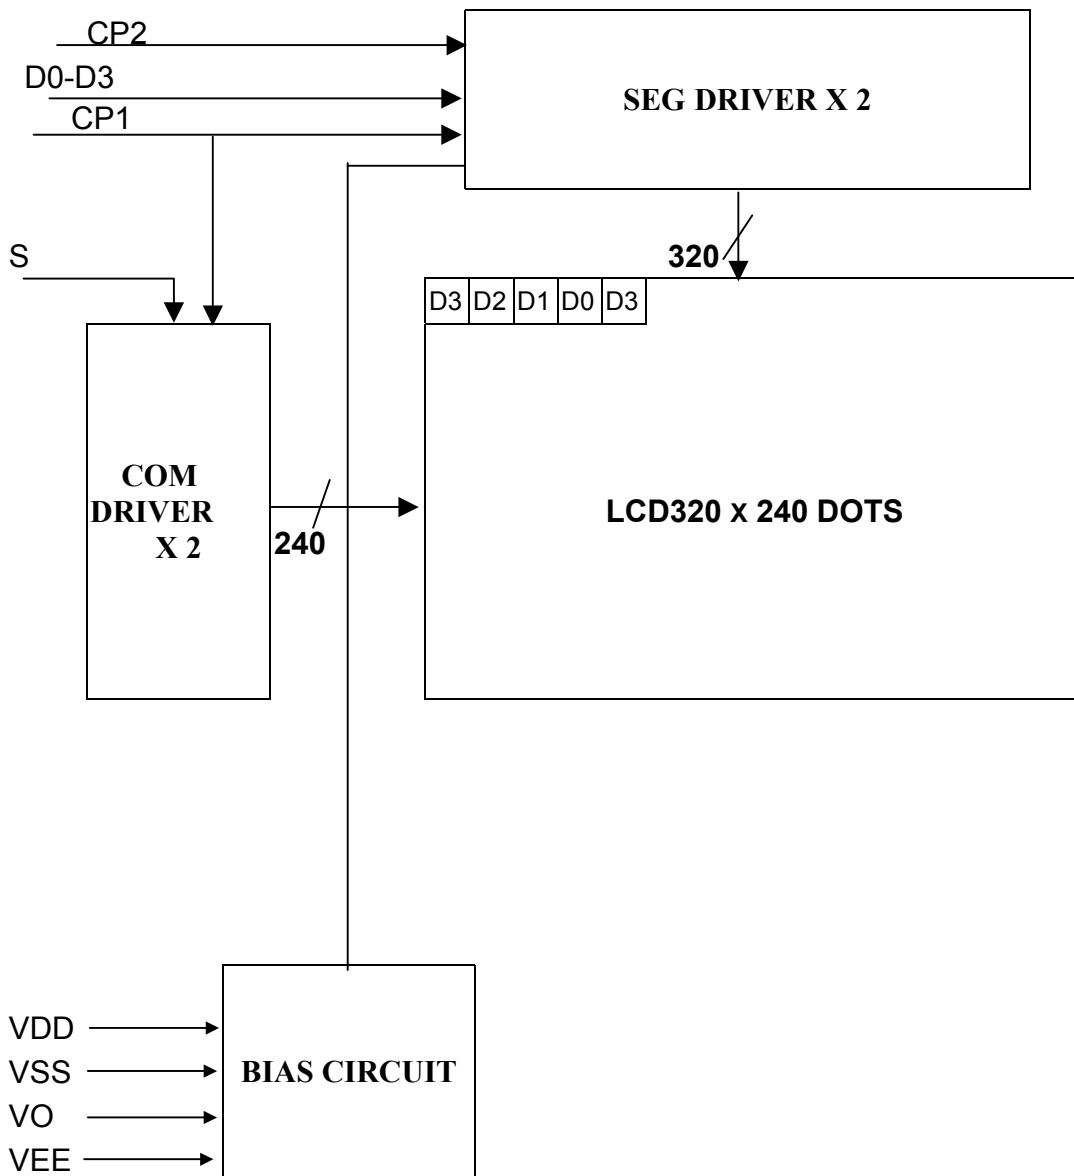 CP2
D0-D3
CP1
SEG DRIVER X 2
S
320
D3 D2 D1 D0 D3
COM
DRIVER
X 2
240
LCD320 X 240 DOTS
VDD
VSS
VO
VEE
BIAS CIRCUIT